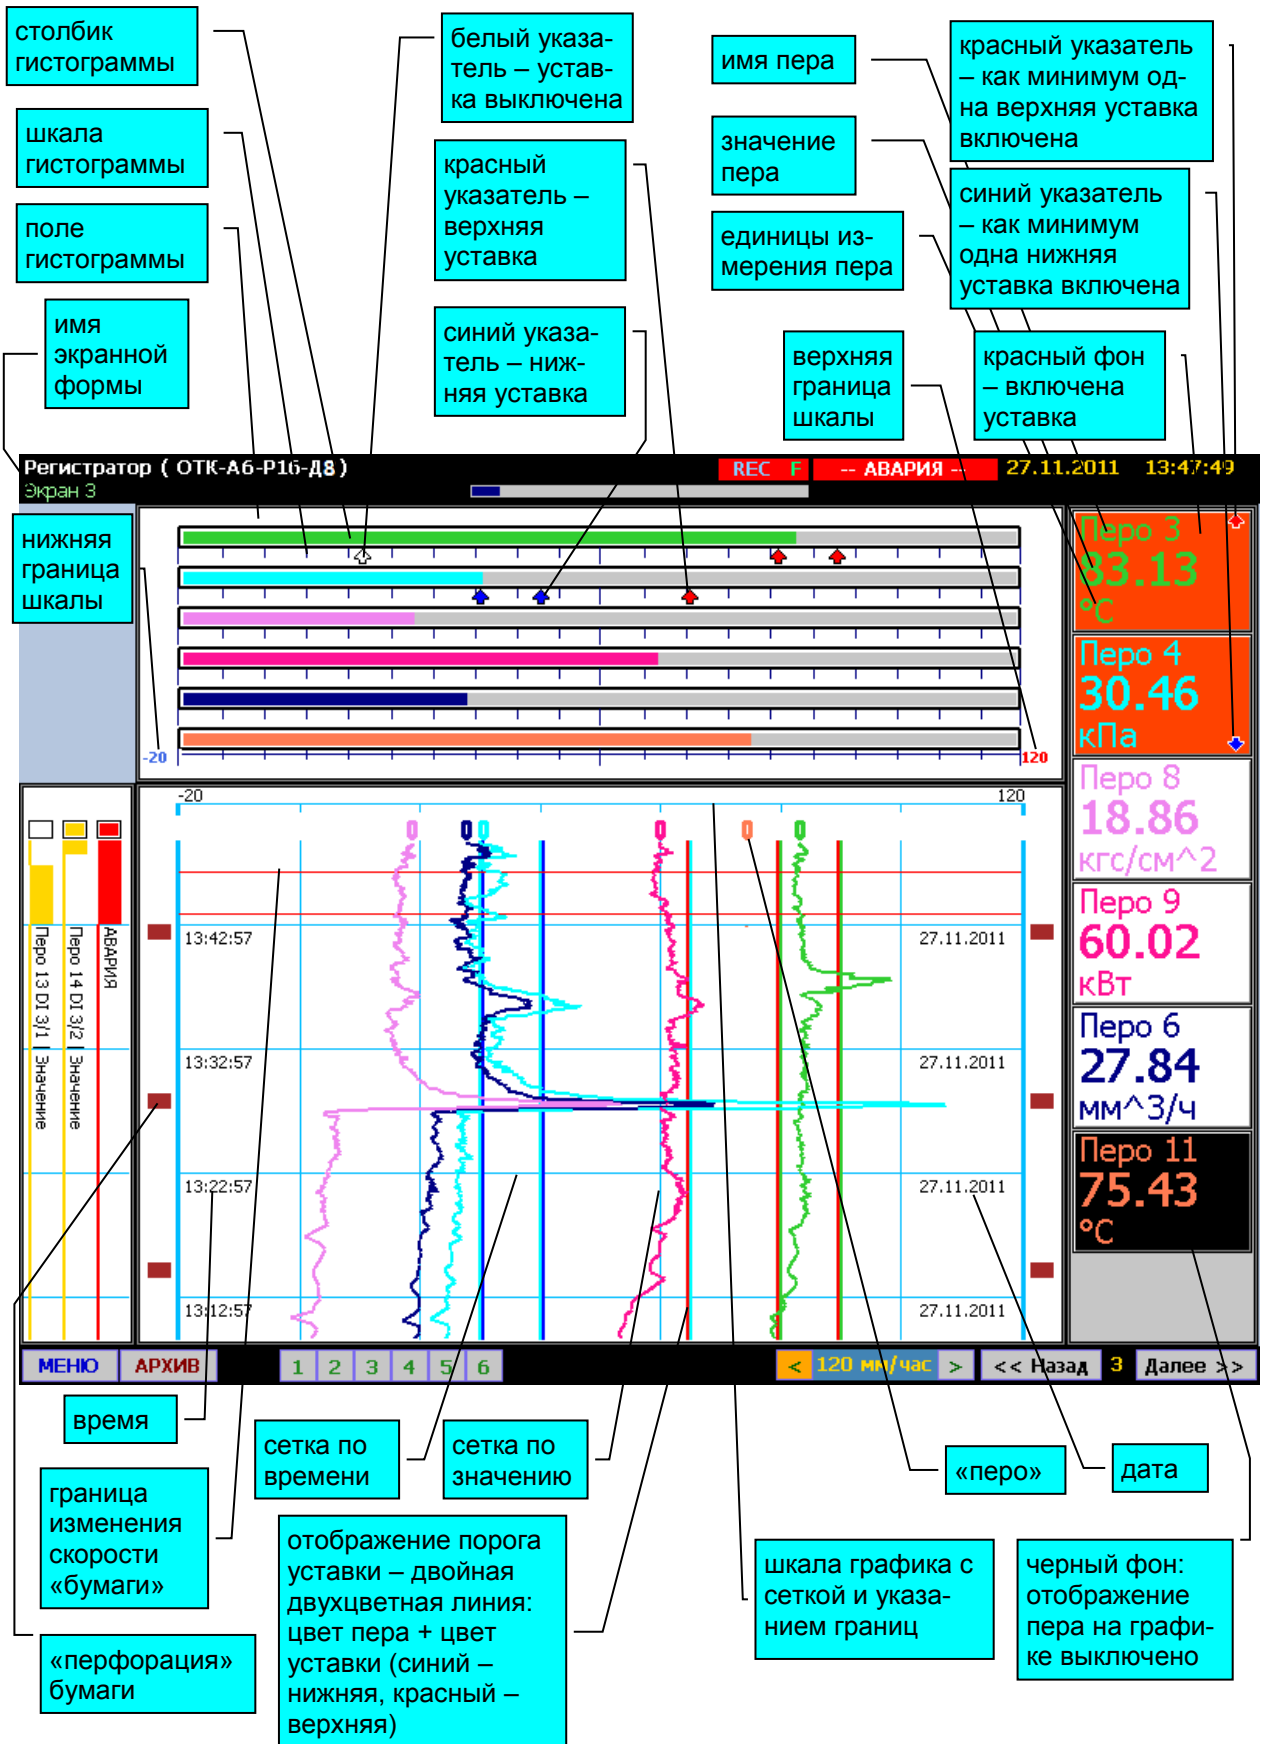 столбик
гистограммы
шкала
гистограммы
поле
гистограммы
имя
экранной
формы
белый указа-
тель – устав-
ка выключена
красный
указатель –
верхняя
уставка
синий указа-
тель – ниж-
няя уставка
имя пера
значение
пера
единицы из-
мерения пера
верхняя
граница
шкалы
красный указатель
– как минимум од-
на верхняя уставка
включена
синий указатель
– как минимум
одна нижняя
уставка включена
красный фон
– включена
уставка
Регистратор ( ОТК-А6-Р16-Д8 )
REC F
-- АВАРИЯ --
27.11.2011 13:47:49
Экран 3
нижняя
граница
шкалы
-20
120
Перо 3
83.13
°C
Перо 4
30.46
кПа
Перо 8
18.86
кгс/см^2
Перо 9
60.02
кВт
Перо 6
27.84
мм^3/ч
Перо 11
75.43
°C
-20
120
АВАРИЯ
Перо 14 DI 3/2 | Значение
Перо 13 DI 3/1 | Значение
13:42:57
27.11.2011
13:32:57
27.11.2011
13:22:57
27.11.2011
13:12:57
27.11.2011
МЕНЮ
АРХИВ
1 2 3 4 5 6
< 120 мм/час >
<< Назад
3
Далее >>
время
граница
изменения
скорости
«бумаги»
«перфорация»
бумаги
сетка по
времени
сетка по
значению
отображение порога
уставки – двойная
двухцветная линия:
цвет пера + цвет
уставки (синий –
нижняя, красный –
верхняя)
«перо»
дата
шкала графика с
сеткой и указа-
нием границ
черный фон:
отображение
пера на графи-
ке выключено